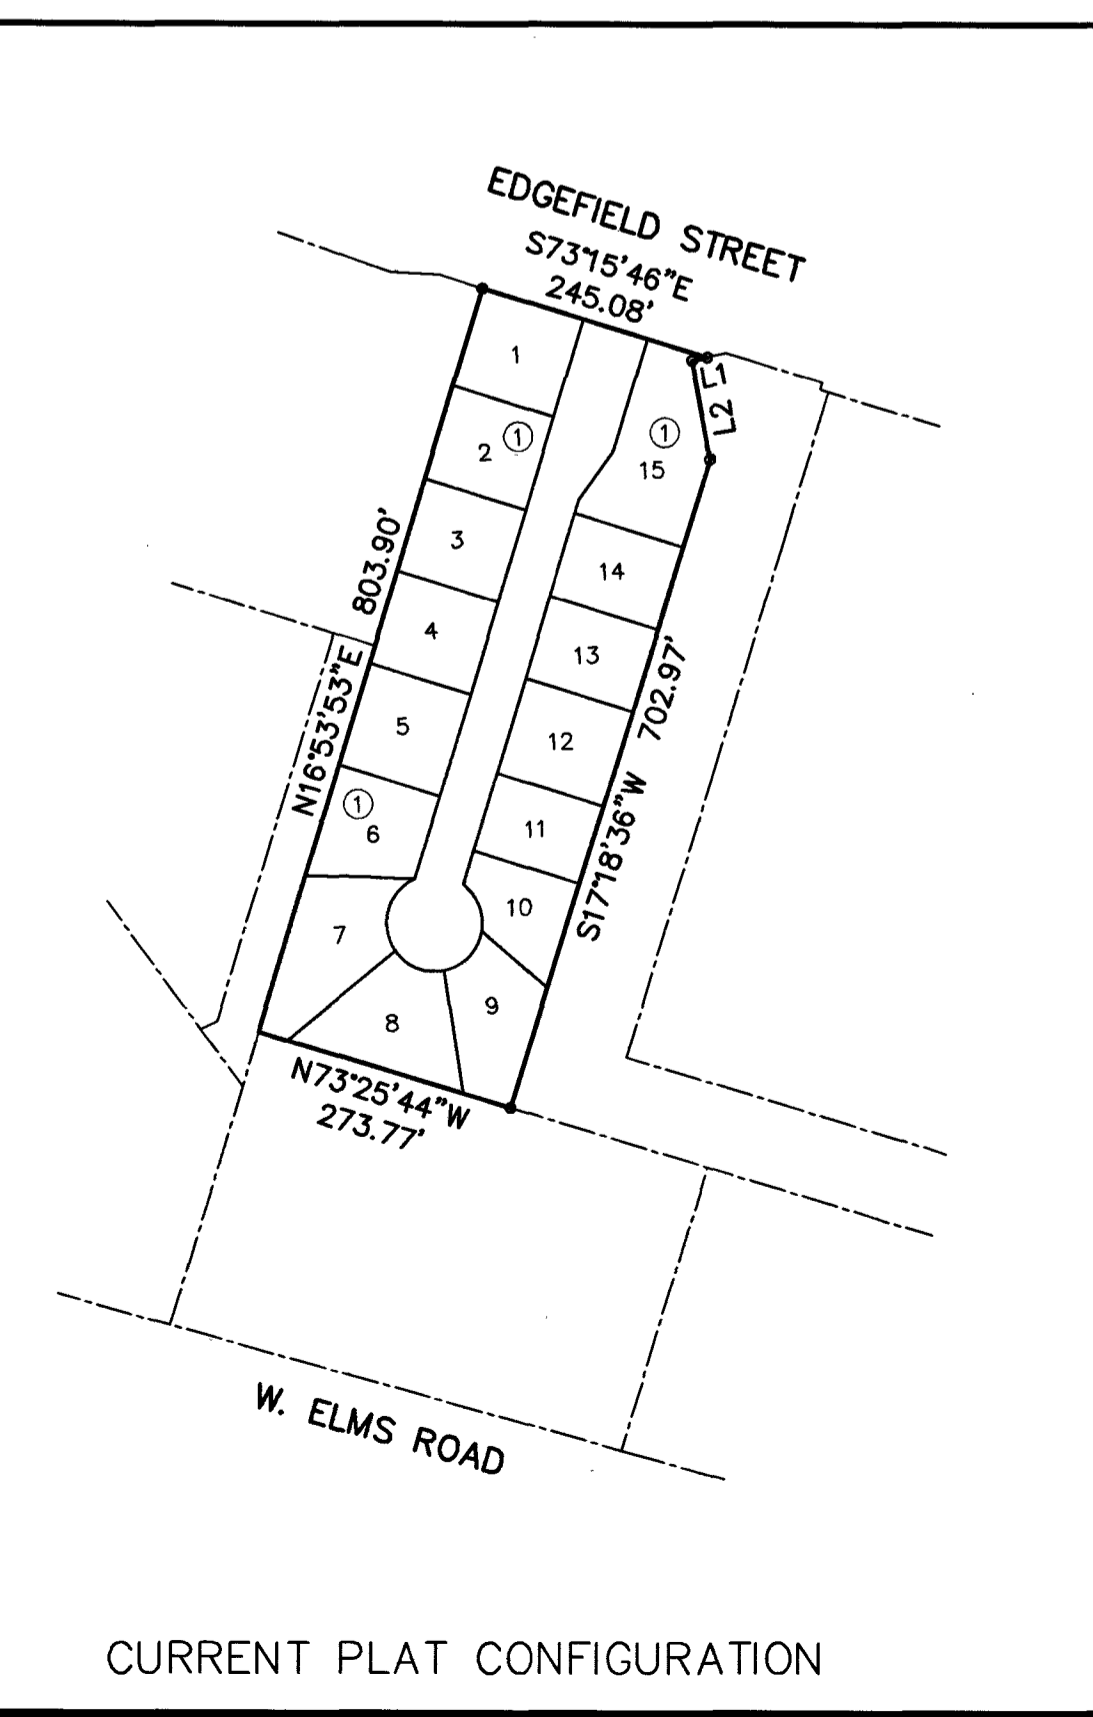 EDGEFIELD STREET
S73°15'46"E
245.08'
L1
L2
1
2
1
3
4
5
1
6
7
8
9
10
11
12
13
14
1
15
803.90'
N16°53'53"E
702.97'
S17°18'36"W
N73°25'44"W
273.77'
W. ELMS ROAD
CURRENT PLAT CONFIGURATION